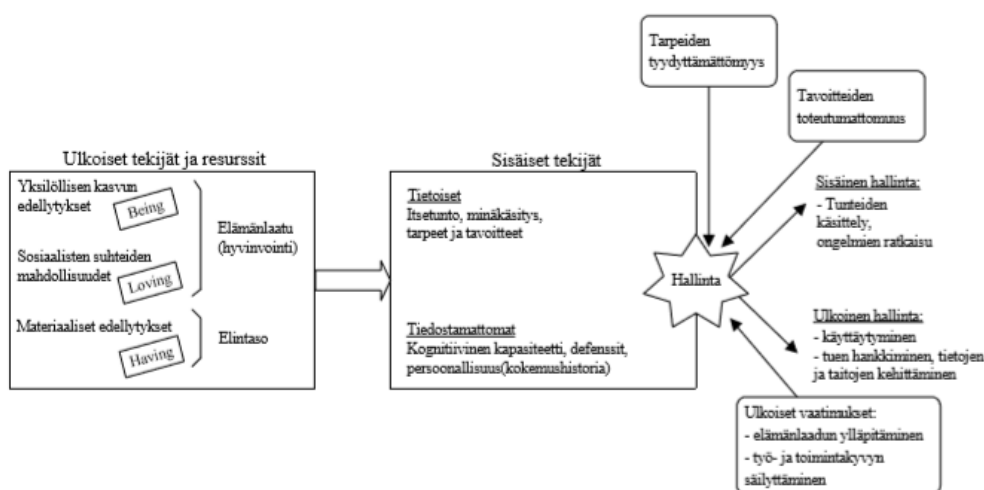 Tarpeiden
tyydyttämättömyys
Tavoitteiden
toteutumattomuus
Ulkoiset tekijät ja resurssit
Yksilöllisen kasvun
edellytykset
Being
Elämänlaatu
(hyvinvointi)
Sosiaalisten suhteiden
mahdollisuudet
Loving
Materiaaliset edellytykset
Having
Elintaso
Sisäiset tekijät
Tietoiset
Itsetunto, minäkäsitys,
tarpeet ja tavoitteet
Tiedostamattomat
Kognitiivinen kapasiteetti, defenssit,
persoonallisuus(kokemushistoria)
Hallinta
Sisäinen hallinta:
- Tunteiden
käsittely,
ongelmien ratkaisu
Ulkoinen hallinta:
- käyttäytyminen
- tuen hankkiminen, tietojen
ja taitojen kehittäminen
Ulkoiset vaatimukset:
- elämänlaadun ylläpitäminen
- työ- ja toimintakyvyn
säilyttäminen